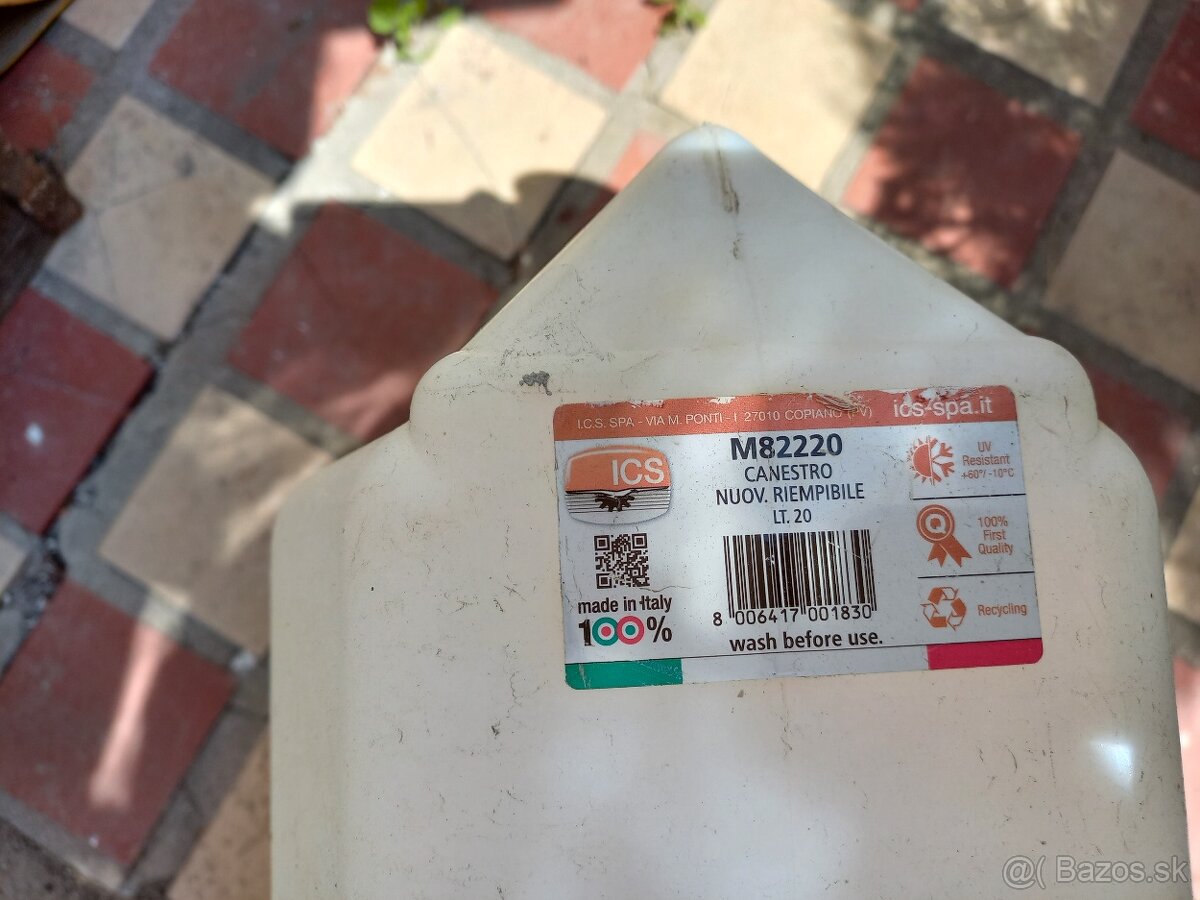 I.C.S. SPA - VIA M. PONTI - I 27010 COPIANO (PV) ics-spa.it
ICS
M82220
CANESTRO
NUOV. RIEMPIBILE
LT. 20
UV
Resistant
+60°/ -10°C
Q
100%
First
Quality
Recycling
made in Italy
100%
8 006417 001830
wash before use.
@( Bazos.sk